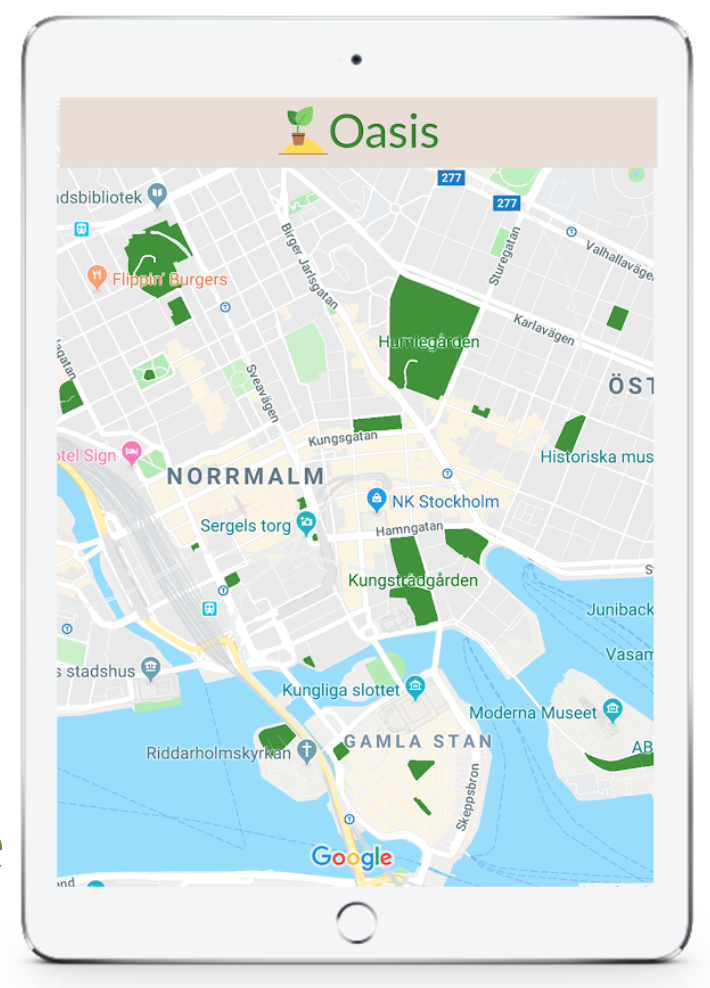 Oasis
277
dsbibliotek
277
Birger Jarlsgatan
Sturegatan
Valhallavägen
Flippin' Burgers
Karlavägen
Humlegården
agatan
Sveavägen
ÖST
Kungsgatan
otel Sign
Historiska mus
NORRMALM
NK Stockholm
Sergels torg
Hamngatan
Kungsträdgården
S
Juniback
s stadshus
Vasam
Kungliga slottet
Moderna Museet
GAMLA STAN
AB
Riddarholmskyrkan
Skeppsbron
Google